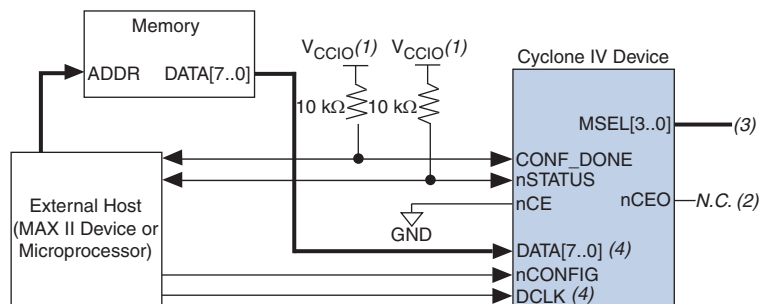 Memory
ADDR DATA[7..0]
VCCIO(1) VCCIO(1)
10 kΩ 10 kΩ
Cyclone IV Device
MSEL[3..0] (3)
CONF_DONE
nSTATUS
nCE
nCEO N.C. (2)
GND
External Host
(MAX II Device or
Microprocessor)
DATA[7..0] (4)
nCONFIG
DCLK (4)